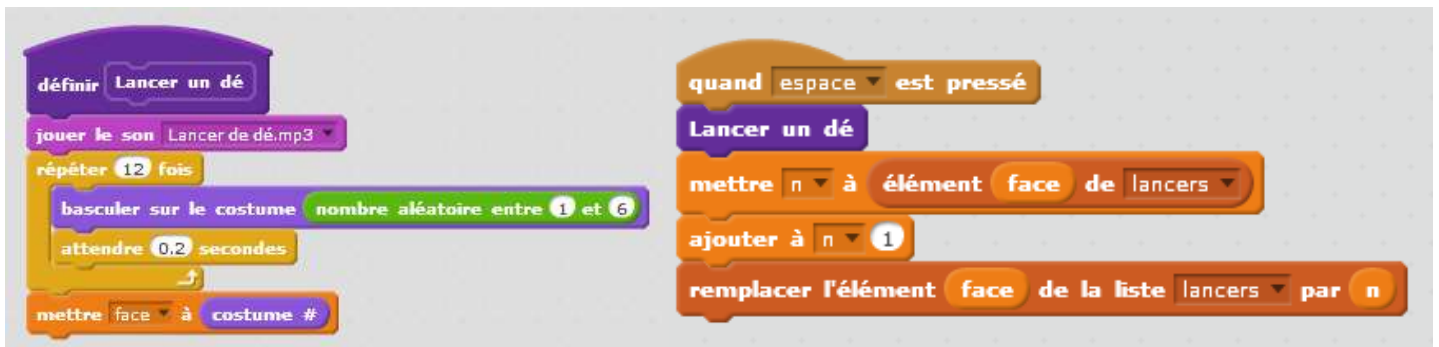 définir Lancer un dé
jouer le son Lancer de dé.mp3
répéter 12 fois
basculer sur le costume nombre aléatoire entre 1 et 6
attendre 0.2 secondes
mettre face à costume #
quand espace est pressé
Lancer un dé
mettre n à élément face de lancers
ajouter à n 1
remplacer l'élément face de la liste lancers par n